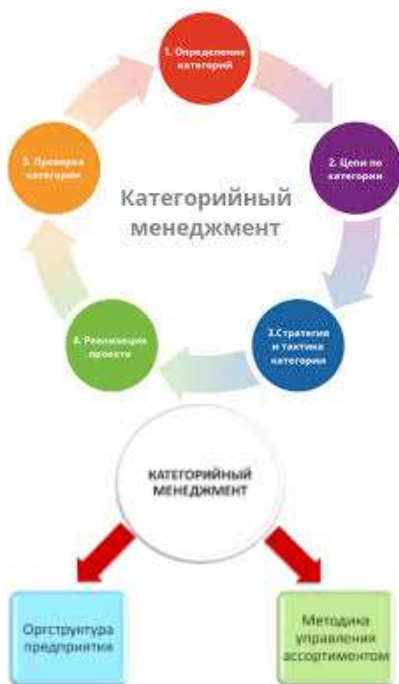 1. Определение
категорий
2. Цели по
категории
3.Стратегия
и тактика
категории
4. Реализация
проекта
5. Проверка
категории
Категорийный
менеджмент
КАТЕГОРИЙНЫЙ
МЕНЕДЖМЕНТ
Оргструктура
предприятия
Методика
управления
ассортиментом